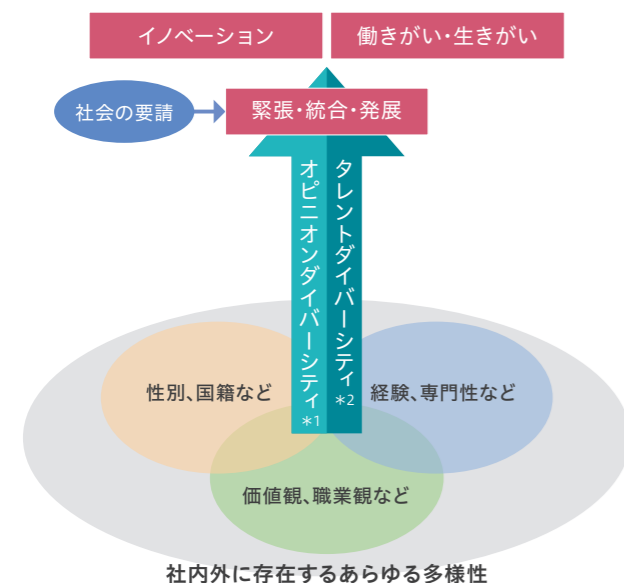 イノベーション
働きがい・生きがい
社会の要請
緊張・統合・発展
オピニオンダイバーシティ*1
タレントダイバーシティ*2
性別、国籍など
経験、専門性など
価値観、職業観など
社内外に存在するあらゆる多様性